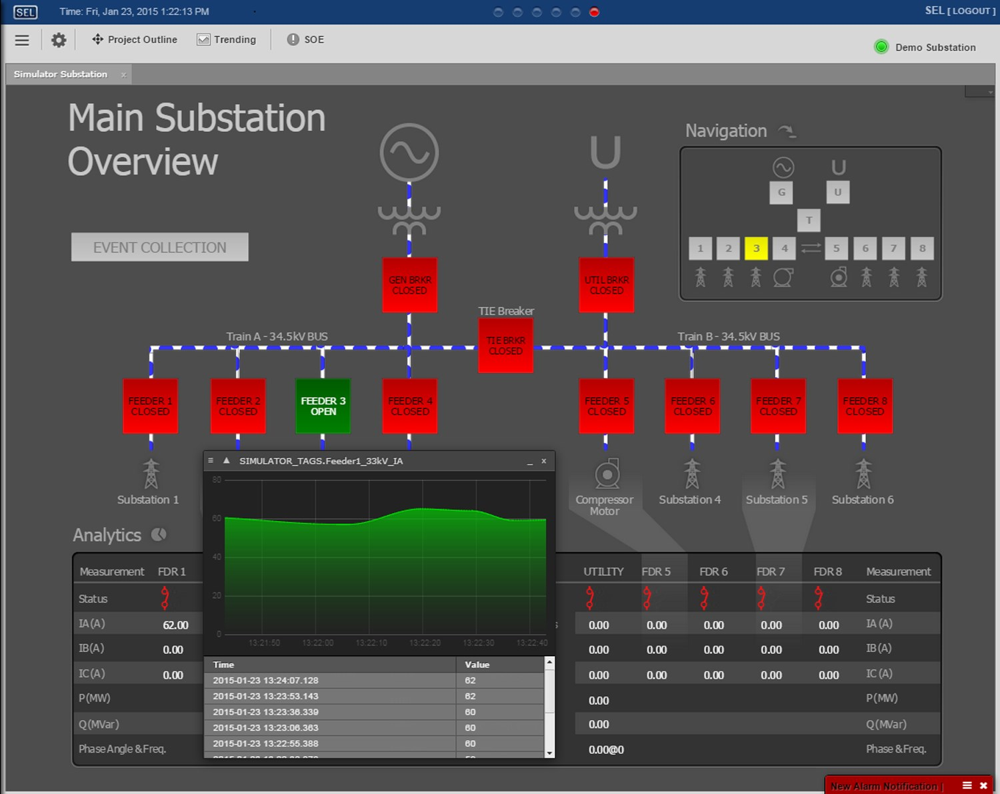 SEL
Time: Fri, Jan 23, 2015 1:22:13 PM
SEL [ LOGOUT ]
Project Outline
Trending
SOE
Demo Substation
Simulator Substation x
Main Substation
Overview
U
Navigation
U
G
U
T
1 2 3 4 5 6 7 8
EVENT COLLECTION
GEN BRKR
CLOSED
UTIL BRKR
CLOSED
TIE Breaker
TIE BRKR
CLOSED
Train A - 34.5kV BUS
Train B - 34.5kV BUS
FEEDER 1
CLOSED
FEEDER 2
CLOSED
FEEDER 3
OPEN
FEEDER 4
CLOSED
FEEDER 5
CLOSED
FEEDER 6
CLOSED
FEEDER 7
CLOSED
FEEDER 8
CLOSED
Substation 1
Compressor
Motor
Substation 4
Substation 5
Substation 6
SIMULATOR_TAGS.Feeder1_33kV_IA
80
60
40
20
0
13:21:50 13:22:00 13:22:10 13:22:20 13:22:30 13:22:40
Time Value
2015-01-23 13:24:07.128 62
2015-01-23 13:23:53.143 62
2015-01-23 13:23:36.339 60
2015-01-23 13:23:06.363 60
2015-01-23 13:22:55.388 60
Analytics
Measurement FDR 1
Status
IA(A) 62.00
IB(A) 0.00
IC(A) 0.00
P(MW)
Q(MVar)
Phase Angle & Freq.
UTILITY FDR 5 FDR 6 FDR 7 FDR 8 Measurement
Status
0.00 0.00 0.00 0.00 0.00 IA(A)
0.00 0.00 0.00 0.00 0.00 IB(A)
0.00 0.00 0.00 0.00 0.00 IC(A)
0.00 P(MW)
0.00 Q(MVar)
0.00@0 Phase & Freq.
New Alarm Notification